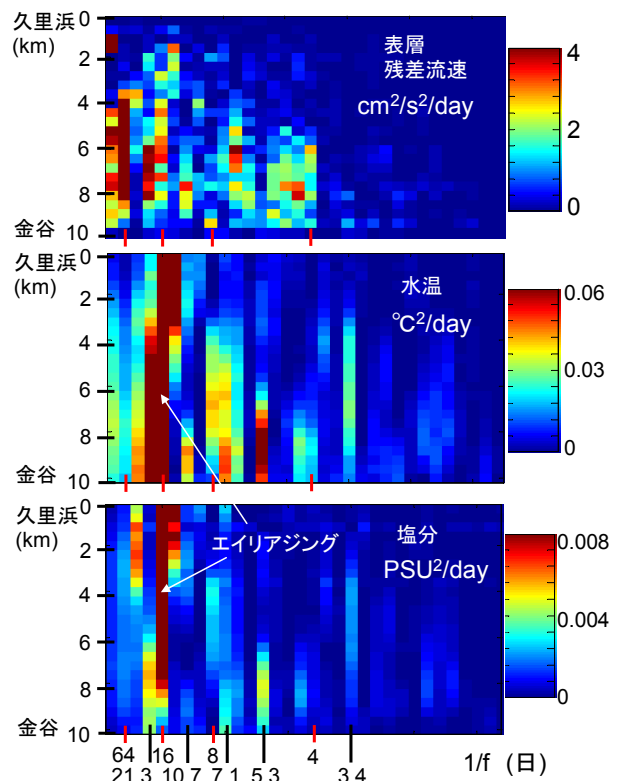 久里浜 0
(km)
2
4
6
8
金谷 10
表層
残差流速
cm²/s²/day
4
2
0
久里浜 0
(km)
2
4
6
8
金谷 10
水温
℃²/day
0.06
0.03
0
久里浜 0
(km)
2
4
6
8
金谷 10
エイリアジング
塩分
PSU²/day
0.008
0.004
0
64 16 8 4 1/f (日)
21.3 10.7 7.1 5.3 3.4